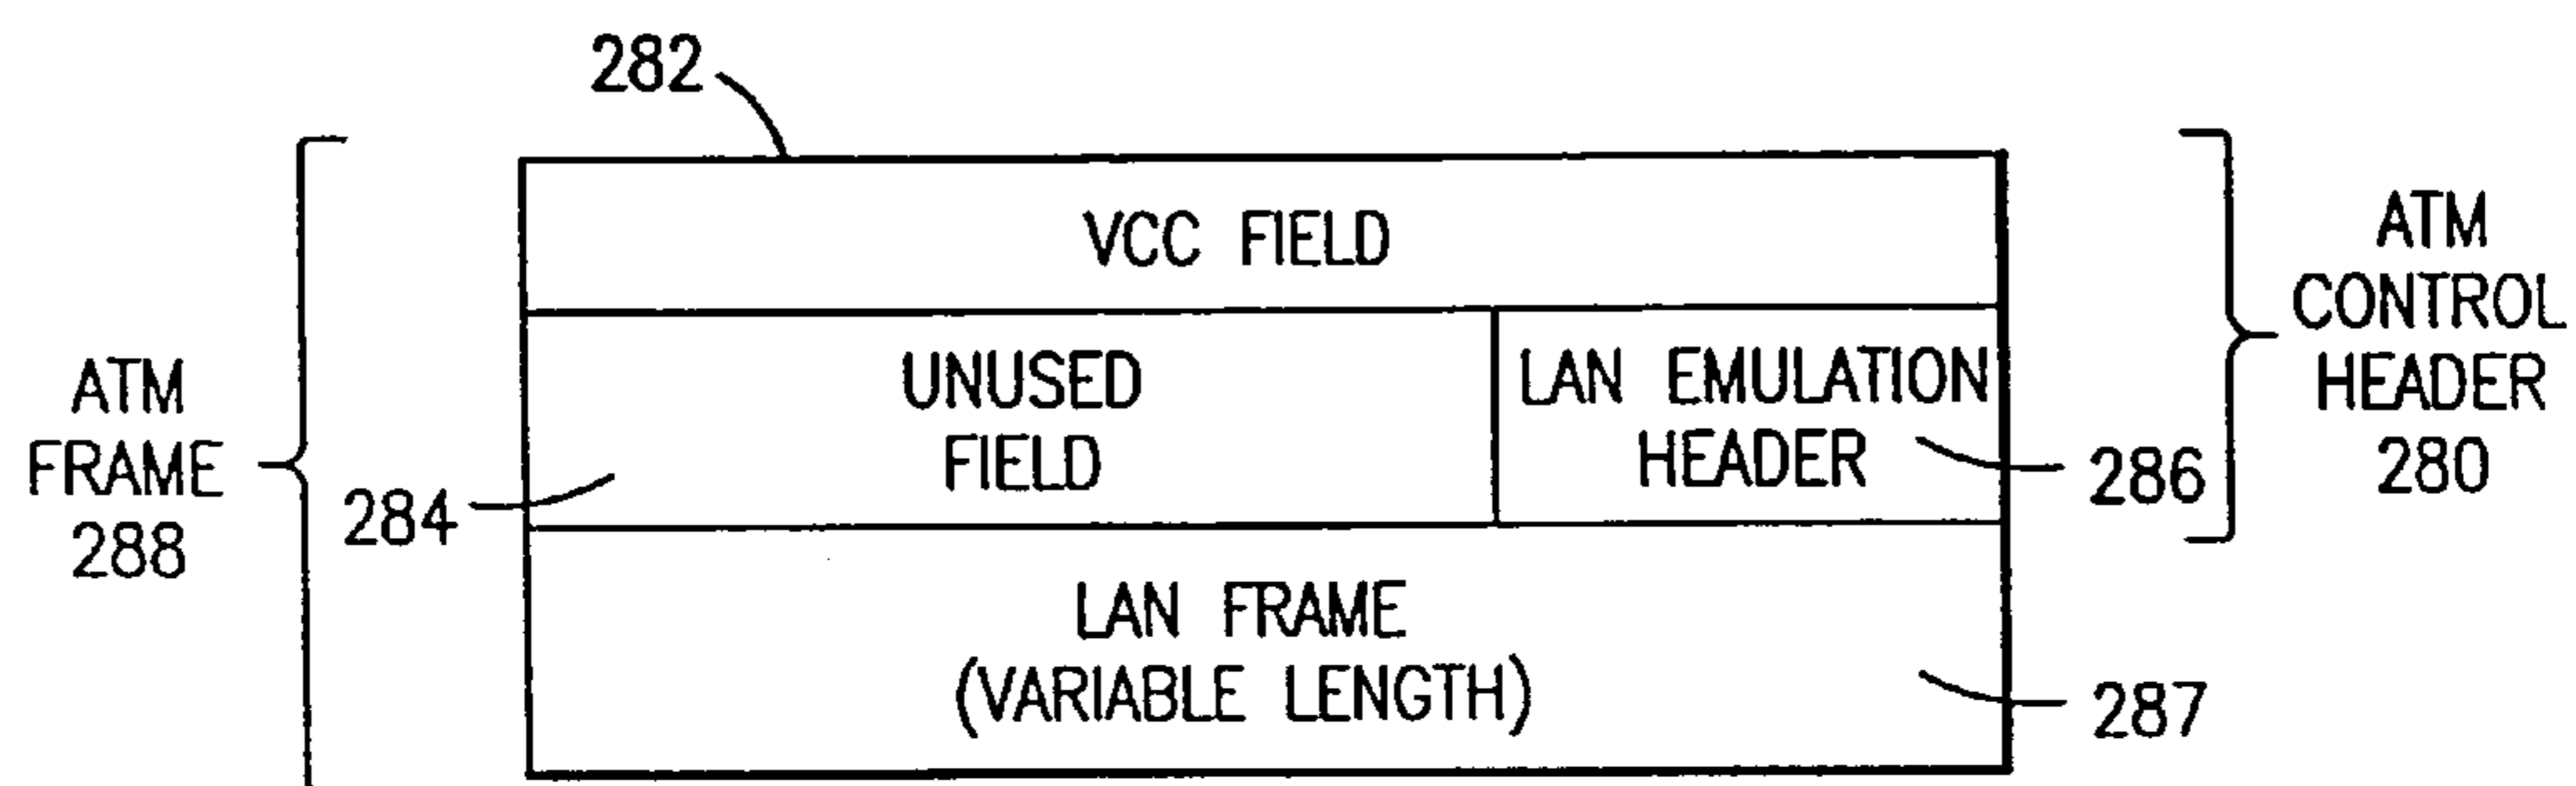 282
VCC FIELD
ATM
CONTROL
HEADER
280
UNUSED
FIELD
LAN EMULATION
HEADER
ATM
FRAME
288
284
286
LAN FRAME
(VARIABLE LENGTH)
287